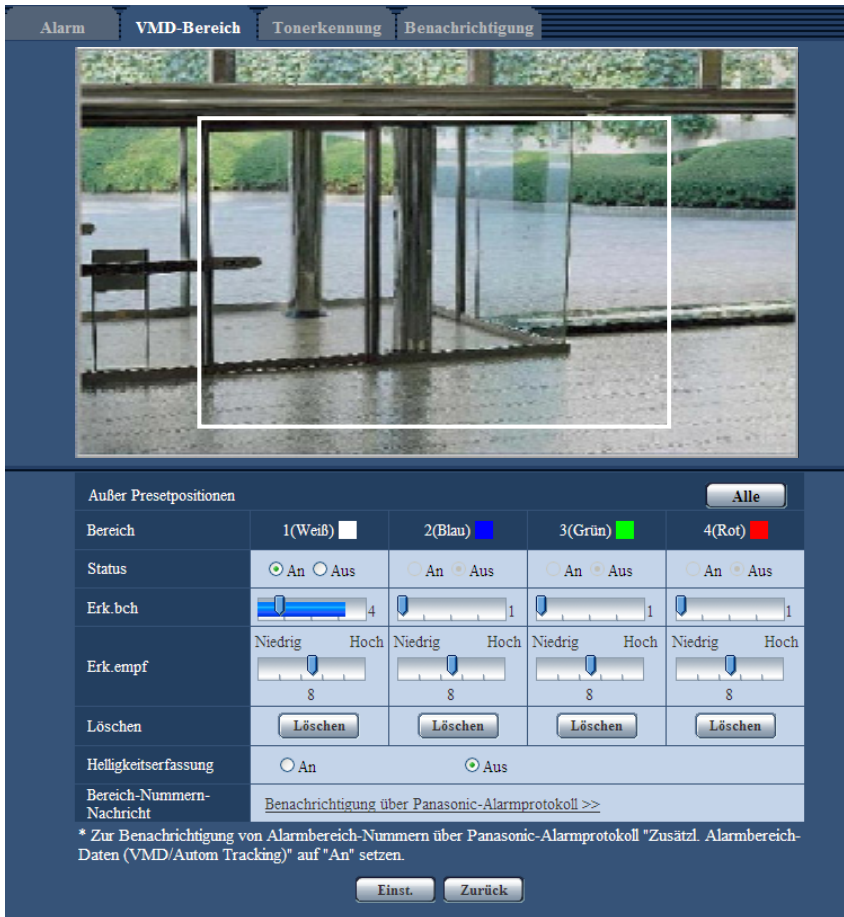 Alarm VMD-Bereich Tonerkennung Benachrichtigung
Außer Presetpositionen Alle
Bereich 1(Weiß) 2(Blau) 3(Grün) 4(Rot)
Status An Aus An Aus An Aus An Aus
Erk.bch 4 1 1 1
Niedrig Hoch Niedrig Hoch Niedrig Hoch Niedrig Hoch
Erk.empf
8 8 8 8
Löschen Löschen Löschen Löschen Löschen
Helligkeitserfassung An Aus
Bereich-Nummern-
Nachricht Benachrichtigung über Panasonic-Alarmprotokoll >>
* Zur Benachrichtigung von Alarmbereich-Nummern über Panasonic-Alarmprotokoll "Zusätzl. Alarmbereich-
Daten (VMD/Autom Tracking)" auf "An" setzen.
Einst. Zurück